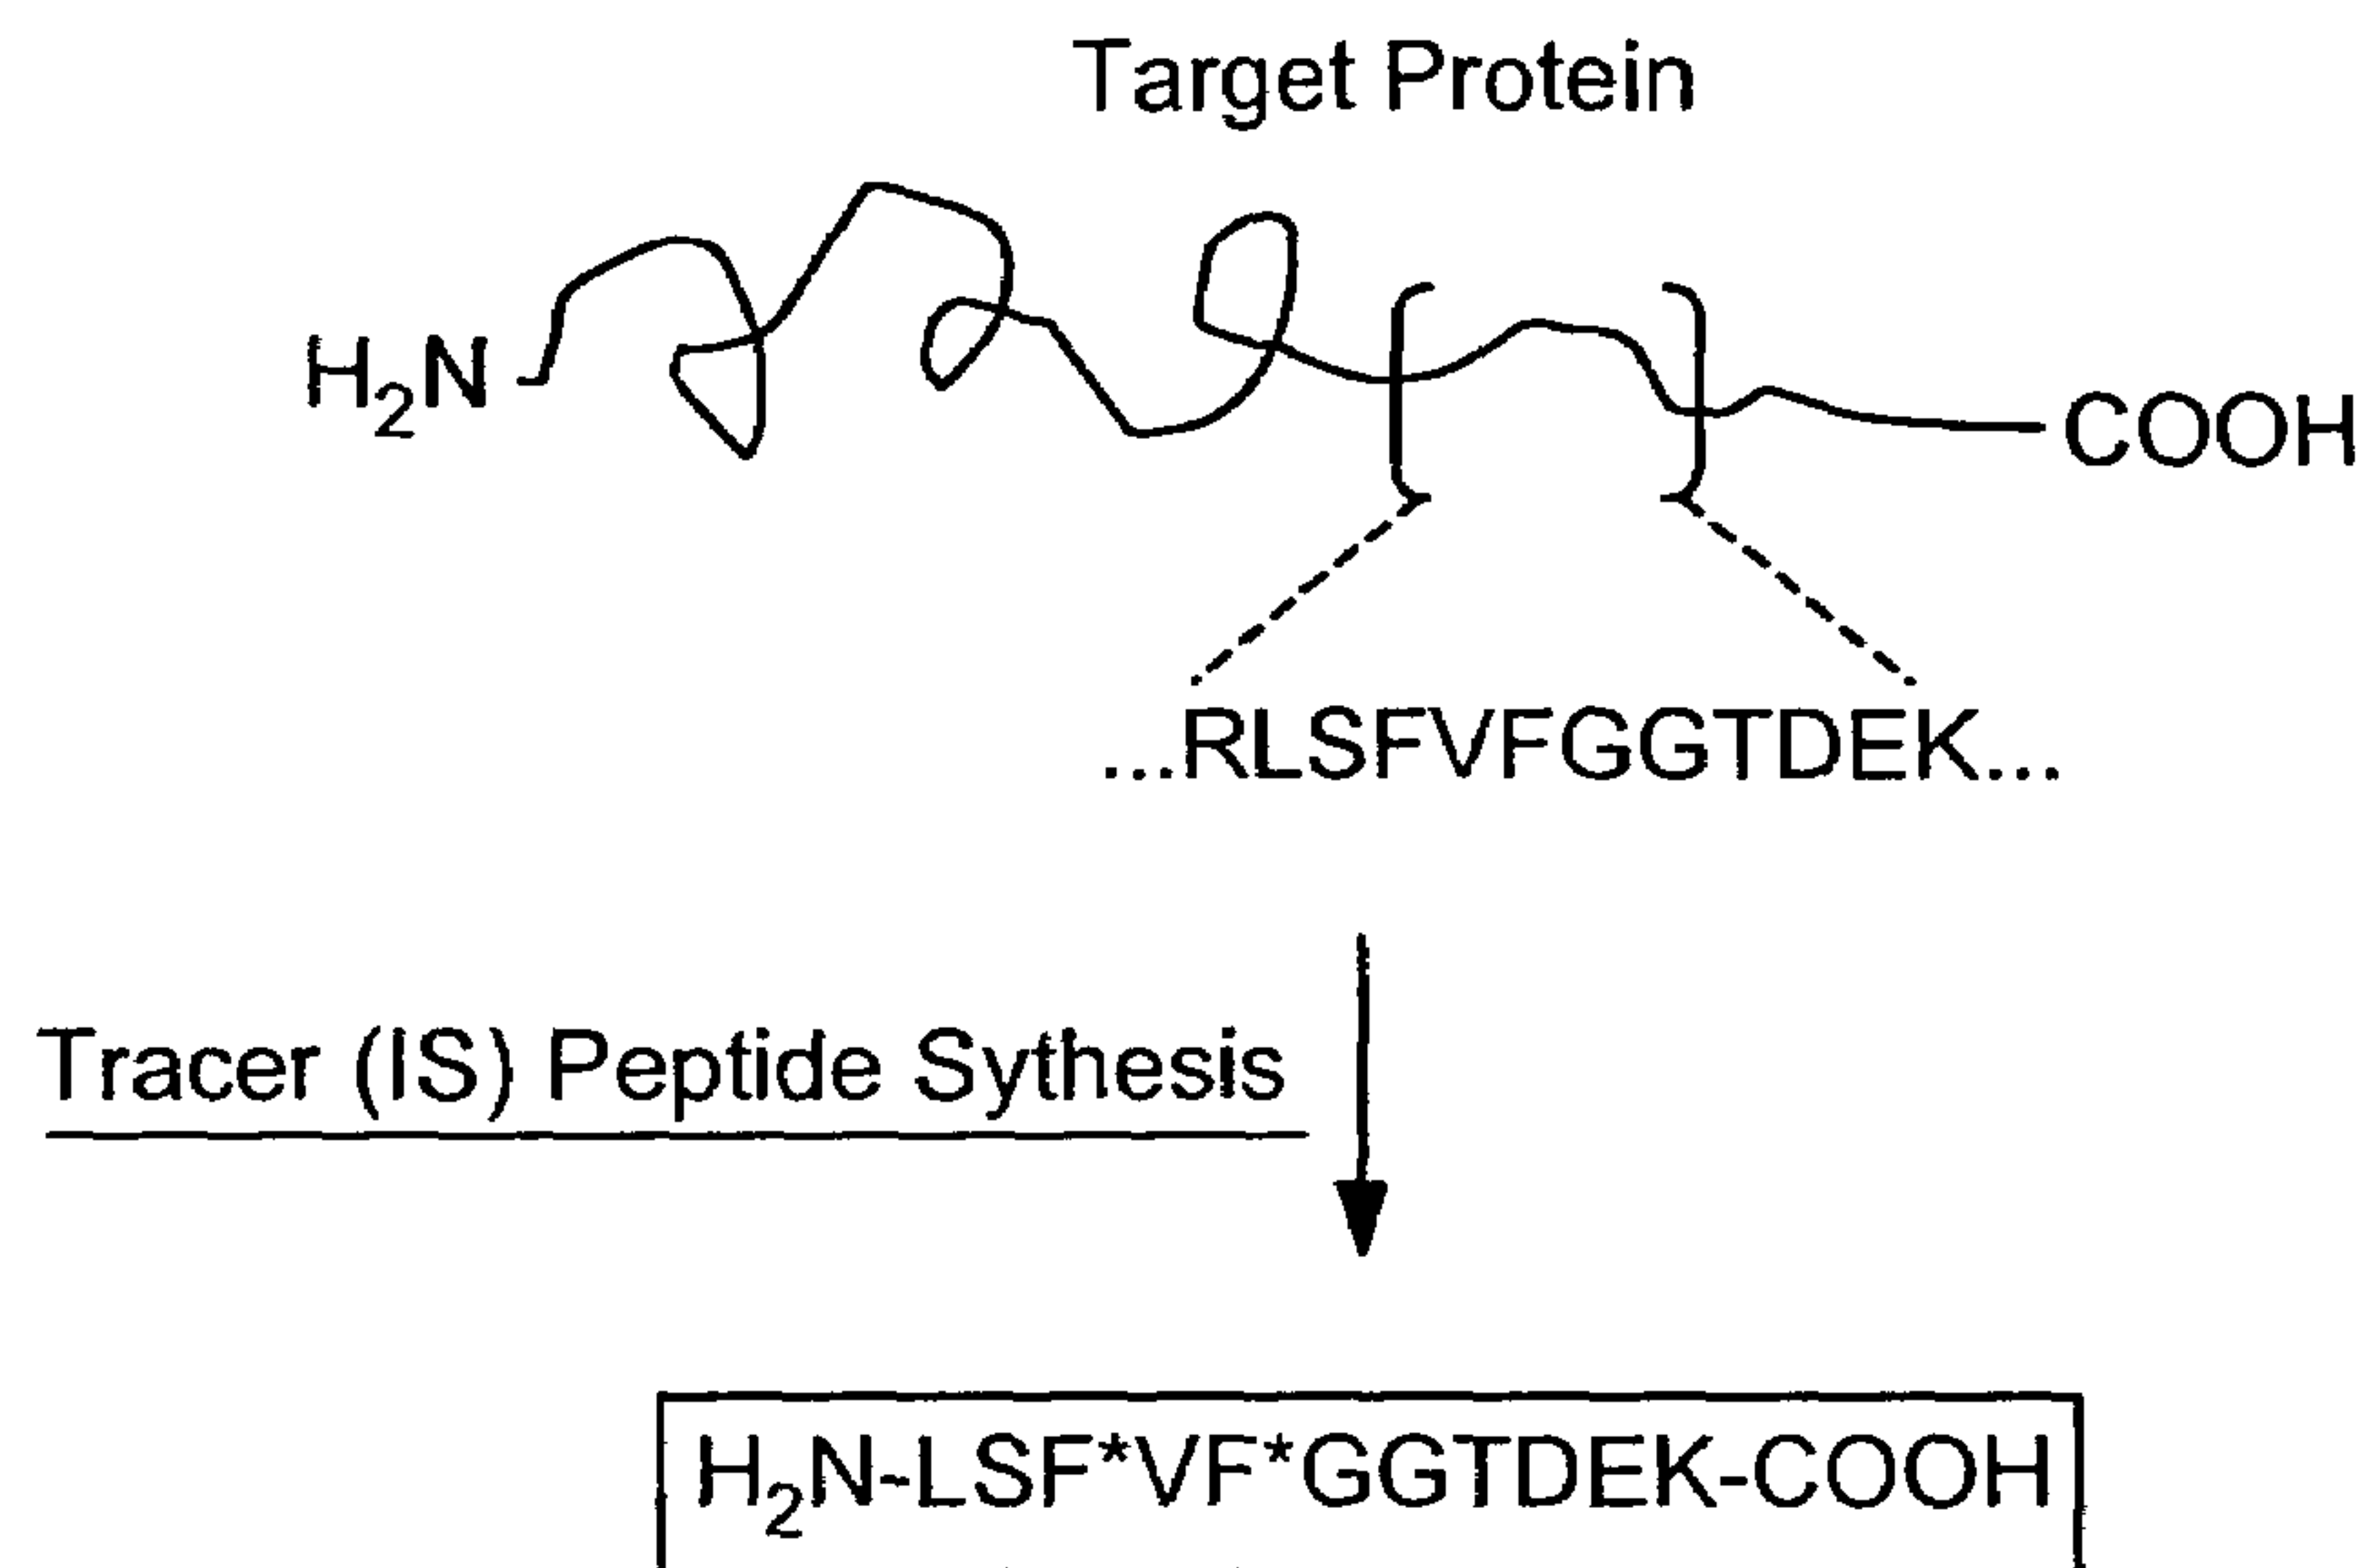 Target Protein
H₂N COOH
...RLSFVFGGTDEK...
Tracer (IS) Peptide Sythesis
H₂N-LSF*VF*GGTDEK-COOH